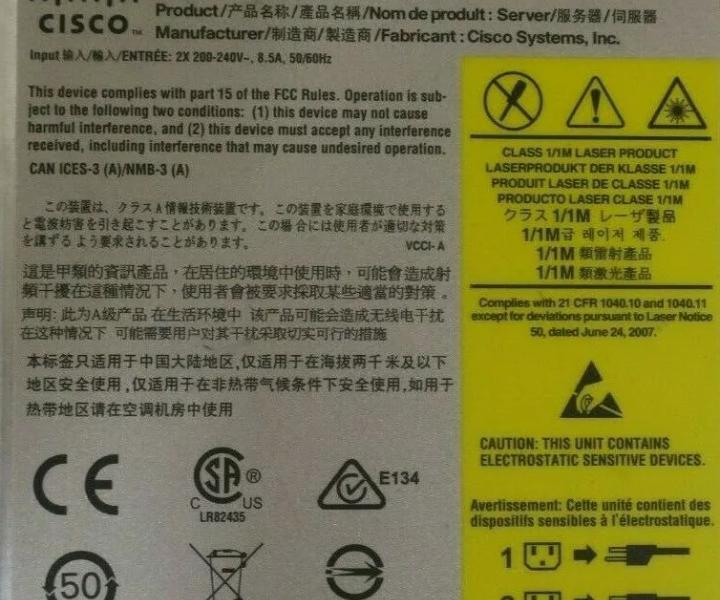 CISCO™
Product/产品名称/產品名稱/Nom de prodult : Server/服务器/伺服器
Manufacturer/制造商/製造商/Fabricant : Cisco Systems, Inc.
Input 输入/輸入/ENTRÉE: 2X 200-240V~, 8.5A, 50/60Hz
This device complies with part 15 of the FCC Rules. Operation is sub-
ject to the following two conditions: (1) this device may not cause
harmful interference, and (2) this device must accept any interference
received, including interference that may cause undesired operation.
CAN ICES-3 (A)/NMB-3 (A)
この装置は、クラスA情報技術装置です。この装置を家庭環境で使用する
と電波妨害を引き起こすことがあります。この場合には使用者が適切な対策
を講ずるよう要求されることがあります。 VCCI-A
這是甲類的資訊產品，在居住的環境中使用時，可能會造成射
頻干擾在這種情況下，使用者會被要求採取某些適當的對策。
声明: 此为A级产品 在生活环境中 该产品可能会造成无线电干扰
在这种情况下 可能需要用户对其干扰采取切实可行的措施
本标签只适用于中国大陆地区,仅适用于在海拔两千米及以下
地区安全使用,仅适用于在非热带气候条件下安全使用,如用于
热带地区请在空调机房中使用
CE
SA ®
C US
LR82435
E134
50
CLASS 1/1M LASER PRODUCT
LASERPRODUKT DER KLASSE 1/1M
PRODUIT LASER DE CLASSE 1/1M
PRODUCTO LASER CLASE 1/1M
クラス 1/1M レーザ製品
1/1M급 레이저 제품.
1/1M 類雷射產品
1/1M 類激光產品
Complies with 21 CFR 1040.10 and 1040.11
except for deviations pursuant to Laser Notice
50, dated June 24, 2007.
CAUTION: THIS UNIT CONTAINS
ELECTROSTATIC SENSITIVE DEVICES.
Avertissement: Cette unité contient des
dispositifs sensibles à l'électrostatique.
1